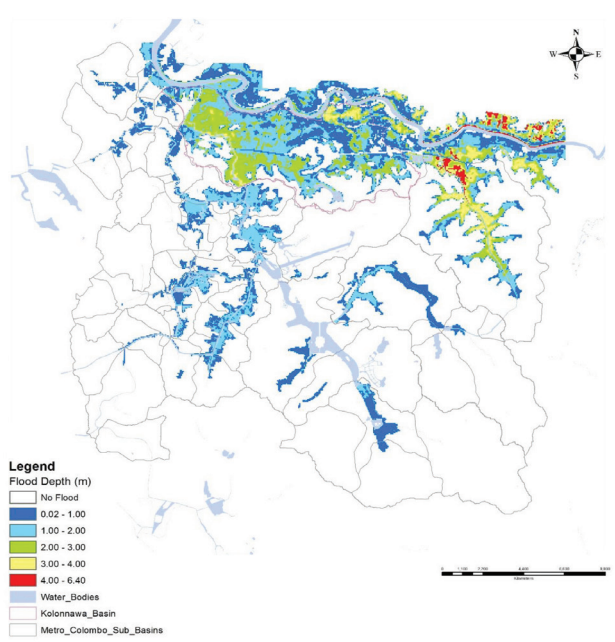 N
W E
S
Legend
Flood Depth (m)
No Flood
0.02 - 1.00
1.00 - 2.00
2.00 - 3.00
3.00 - 4.00
4.00 - 6.40
Water_Bodies
Kolonnawa_Basin
Metro_Colombo_Sub_Basins